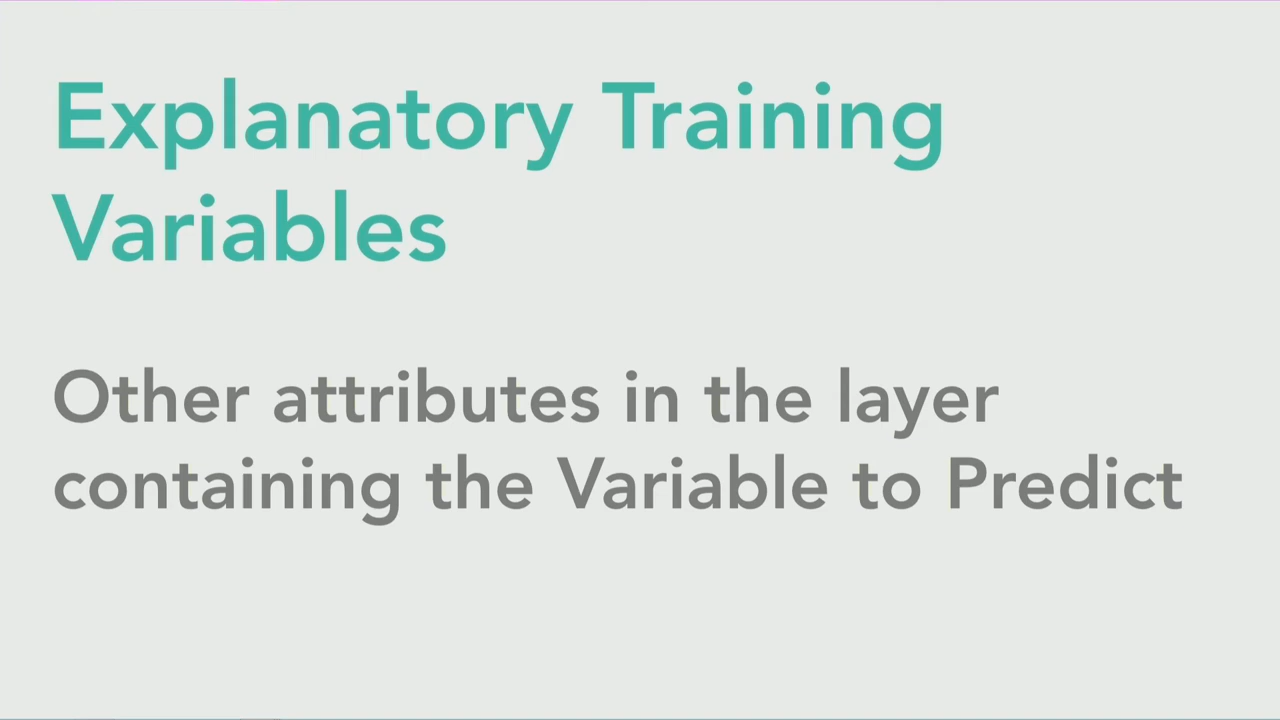 Explanatory Training
Variables
Other attributes in the layer
containing the Variable to Predict